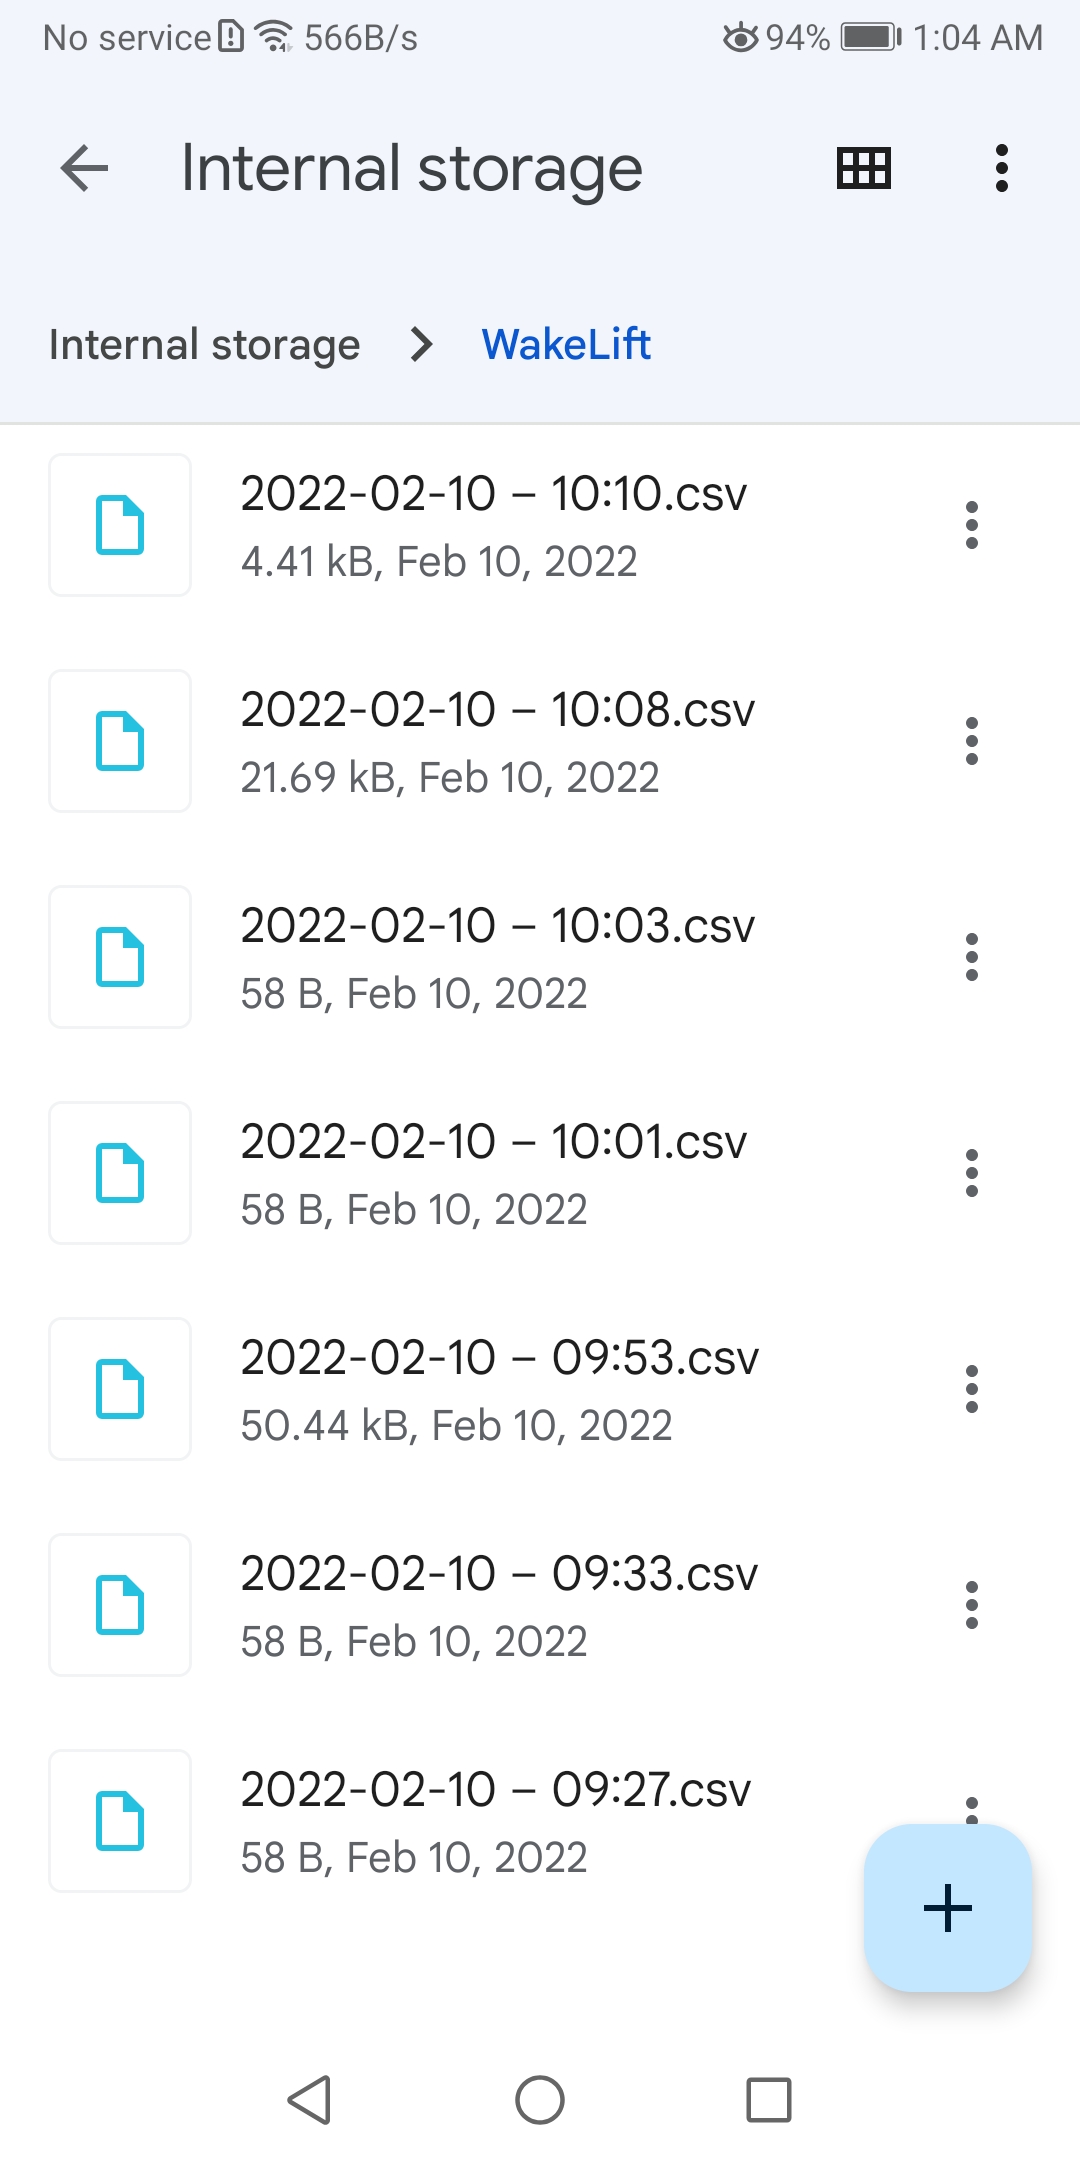 No service 566B/s 94% 1:04 AM
Internal storage
Internal storage WakeLift
2022-02-10 – 10:10.csv
4.41 kB, Feb 10, 2022
2022-02-10 – 10:08.csv
21.69 kB, Feb 10, 2022
2022-02-10 – 10:03.csv
58 B, Feb 10, 2022
2022-02-10 – 10:01.csv
58 B, Feb 10, 2022
2022-02-10 – 09:53.csv
50.44 kB, Feb 10, 2022
2022-02-10 – 09:33.csv
58 B, Feb 10, 2022
2022-02-10 – 09:27.csv
58 B, Feb 10, 2022